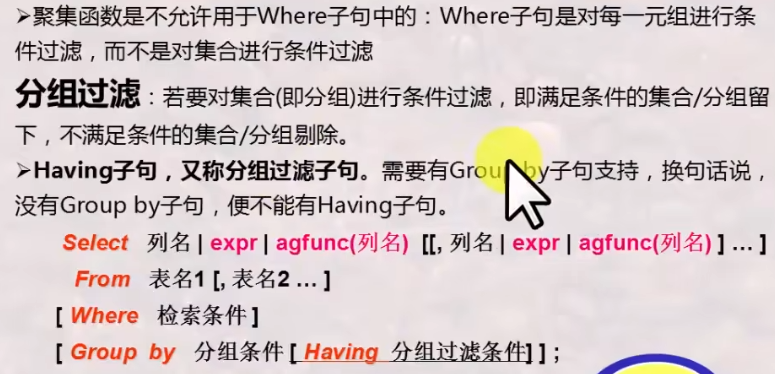 ➢聚集函数是不允许用于Where子句中的：Where子句是对每一元组进行条
件过滤，而不是对集合进行条件过滤
分组过滤：若要对集合(即分组)进行条件过滤，即满足条件的集合/分组留
下，不满足条件的集合/分组剔除。
➢Having子句，又称分组过滤子句。需要有Group by子句支持，换句话说，
没有Group by子句，便不能有Having子句。
Select 列名 | expr | agfunc(列名) [[, 列名 | expr | agfunc(列名) ] … ]
From 表名1 [, 表名2 … ]
[ Where 检索条件 ]
[ Group by 分组条件 [ Having 分组过滤条件] ] ;